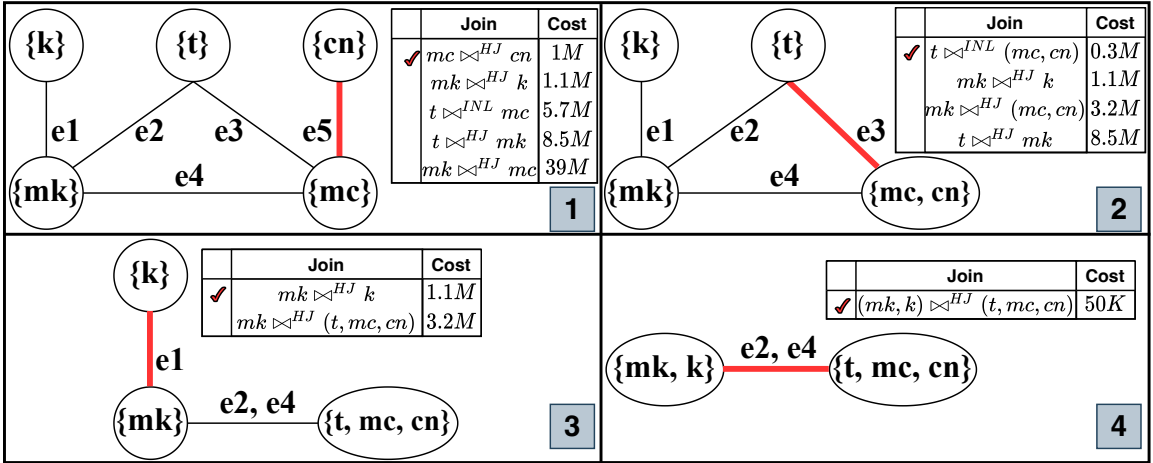 {k} {t} {cn}
Join Cost
✓ mc ⋈^HJ cn 1M
mk ⋈^HJ k 1.1M
t ⋈^INL mc 5.7M
t ⋈^HJ mk 8.5M
mk ⋈^HJ mc 39M
e1 e2 e3 e5
{mk} e4 {mc}
1
{k} {t}
Join Cost
✓ t ⋈^INL (mc, cn) 0.3M
mk ⋈^HJ k 1.1M
mk ⋈^HJ (mc, cn) 3.2M
t ⋈^HJ mk 8.5M
e1 e2 e3
{mk} e4 {mc, cn}
2
{k}
Join Cost
✓ mk ⋈^HJ k 1.1M
mk ⋈^HJ (t, mc, cn) 3.2M
e1
{mk} e2, e4 {t, mc, cn}
3
Join Cost
✓ (mk, k) ⋈^HJ (t, mc, cn) 50K
{mk, k} e2, e4 {t, mc, cn}
4